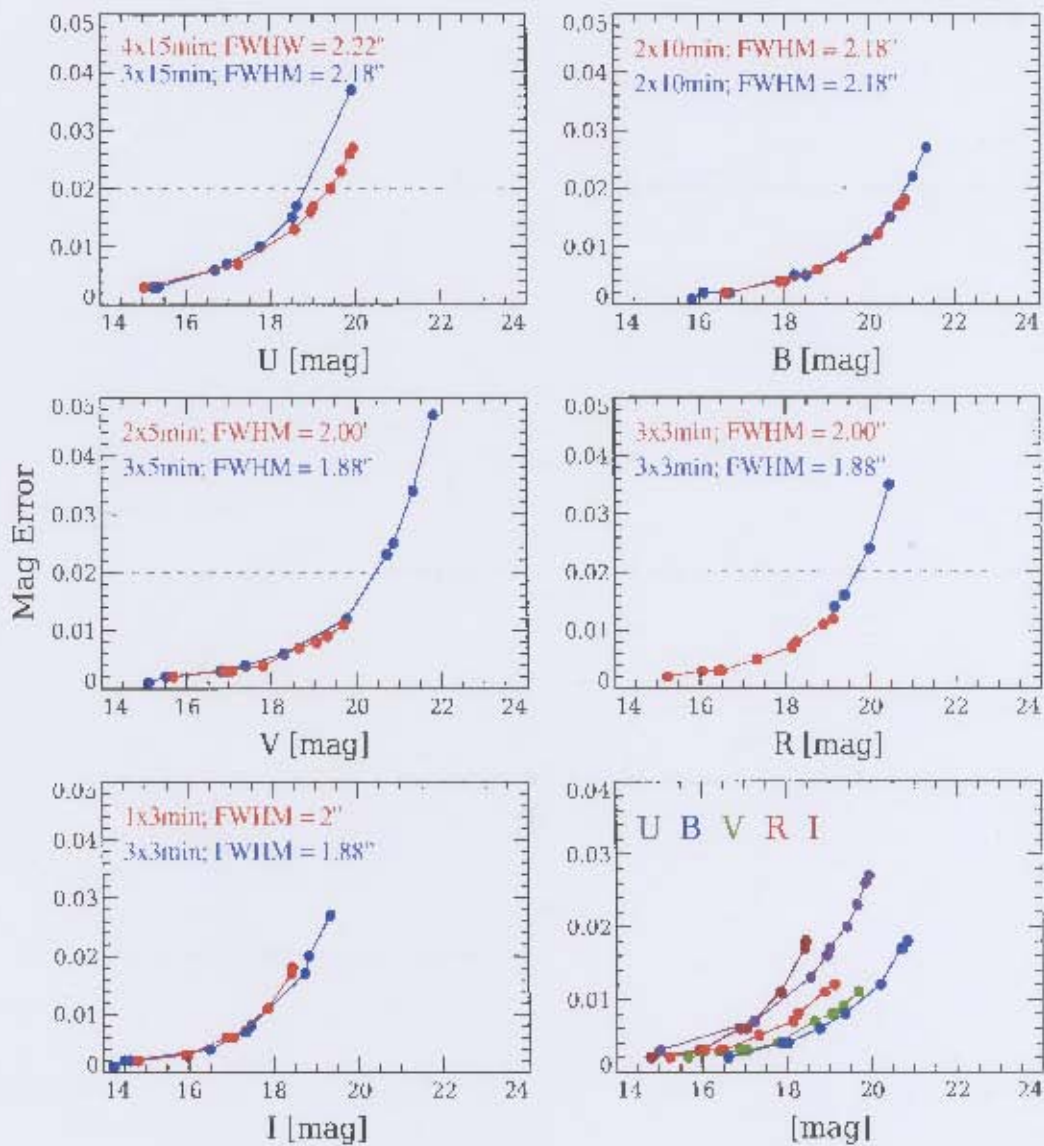 4x15min; FWHW = 2.22"
3x15min; FWHM = 2.18"
0.05
0.04
0.03
0.02
0.01
0
14 16 18 20 22 24
U [mag]
2x10min; FWHM = 2.18"
2x10min; FWHM = 2.18"
0.05
0.04
0.03
0.02
0.01
0
14 16 18 20 22 24
B [mag]
Mag Error
2x5min; FWHM = 2.00'
3x5min; FWHM = 1.88"
0.05
0.04
0.03
0.02
0.01
0
14 16 18 20 22 24
V [mag]
3x3min; FWHM = 2.00"
3x3min; FWHM = 1.88"
0.05
0.04
0.03
0.02
0.01
0
14 16 18 20 22 24
R [mag]
1x3min; FWHM = 2"
3x3min; FWHM = 1.88"
0.05
0.04
0.03
0.02
0.01
0
14 16 18 20 22 24
I [mag]
U B V R I
0.04
0.03
0.02
0.01
0
14 16 18 20 22 24
[mag]